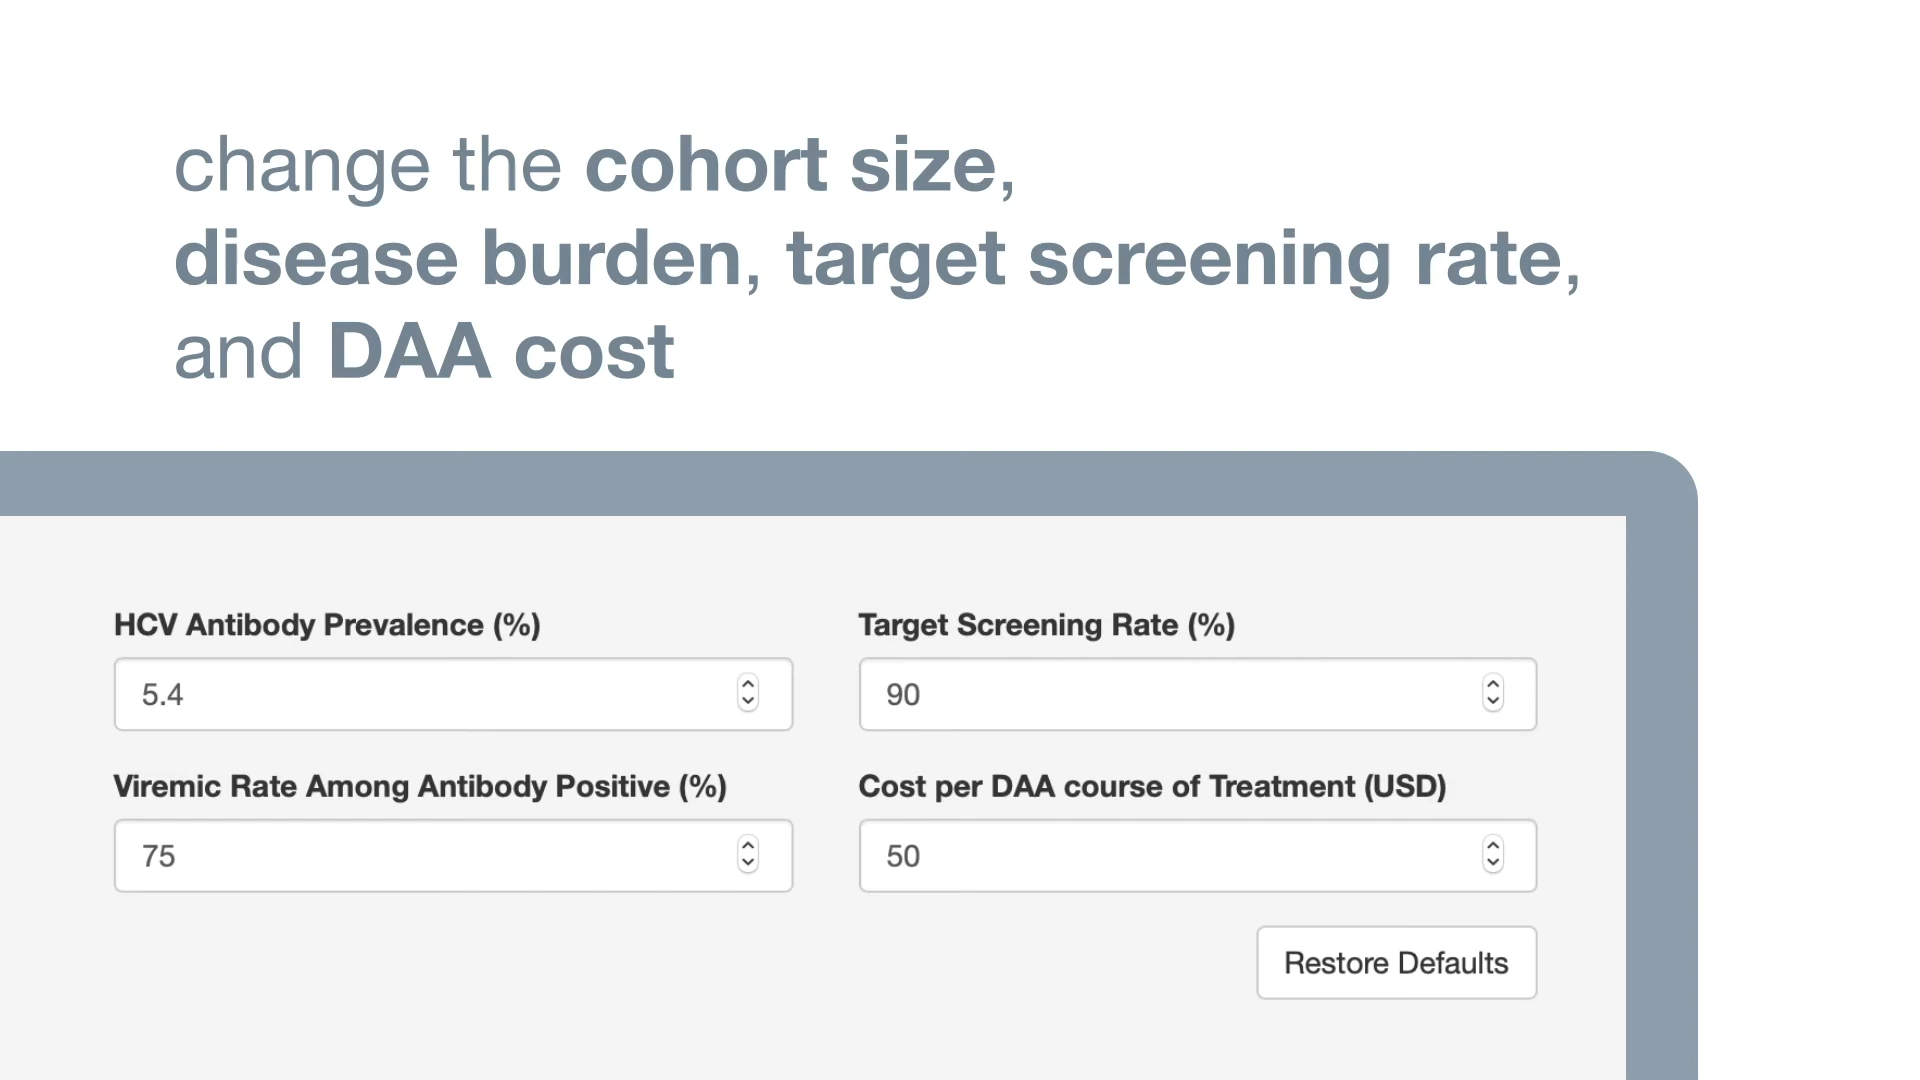 change the cohort size,
disease burden, target screening rate,
and DAA cost
HCV Antibody Prevalence (%)
5.4
Target Screening Rate (%)
90
Viremic Rate Among Antibody Positive (%)
75
Cost per DAA course of Treatment (USD)
50
Restore Defaults